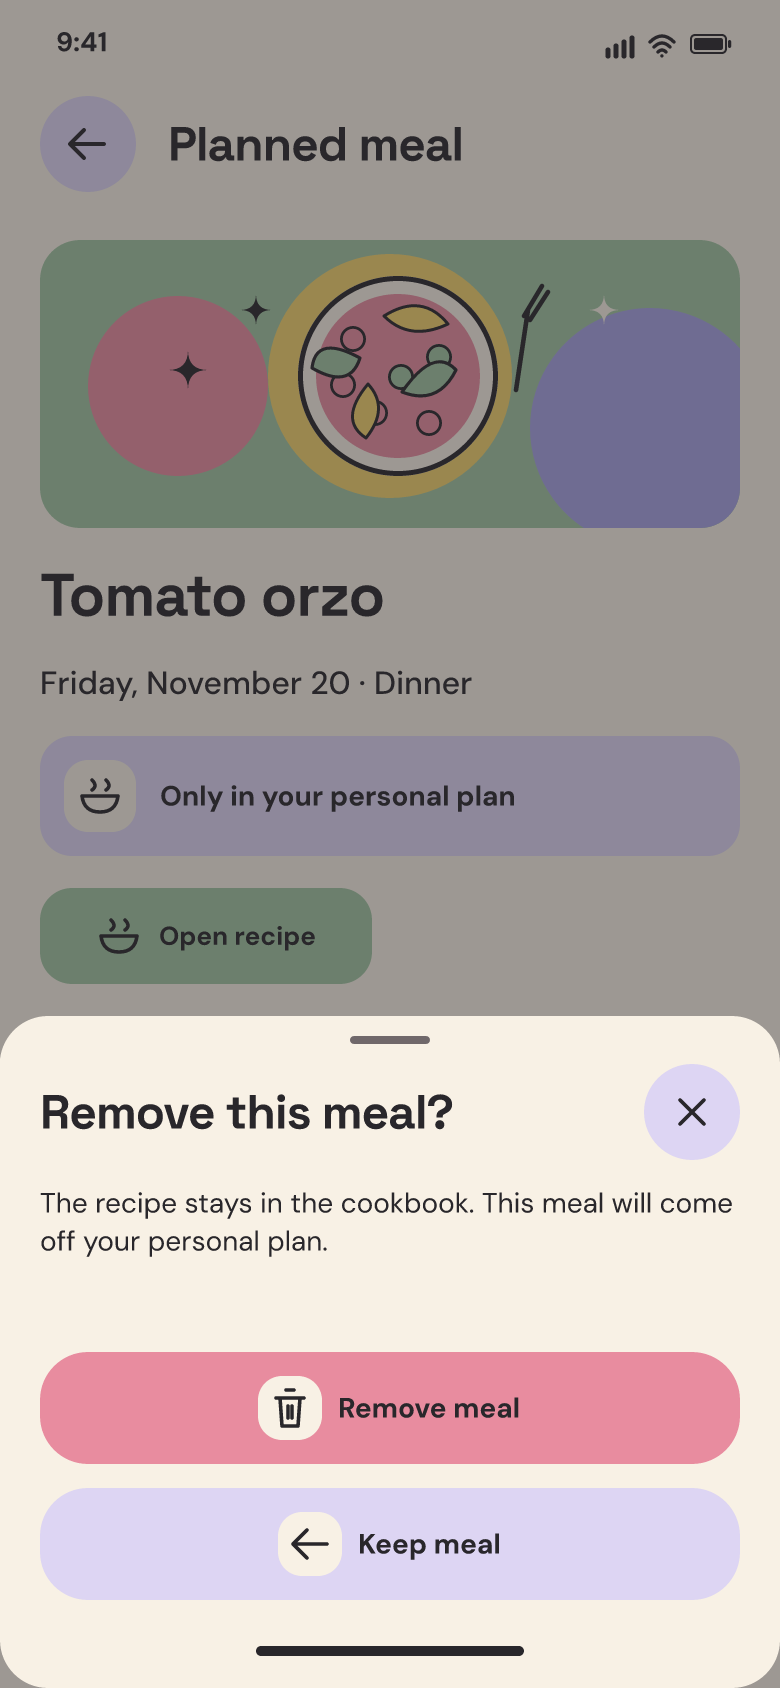 9:41
Planned meal
Tomato orzo
Friday, November 20 · Dinner
Only in your personal plan
Open recipe
Remove this meal?
The recipe stays in the cookbook. This meal will come
off your personal plan.
Remove meal
Keep meal